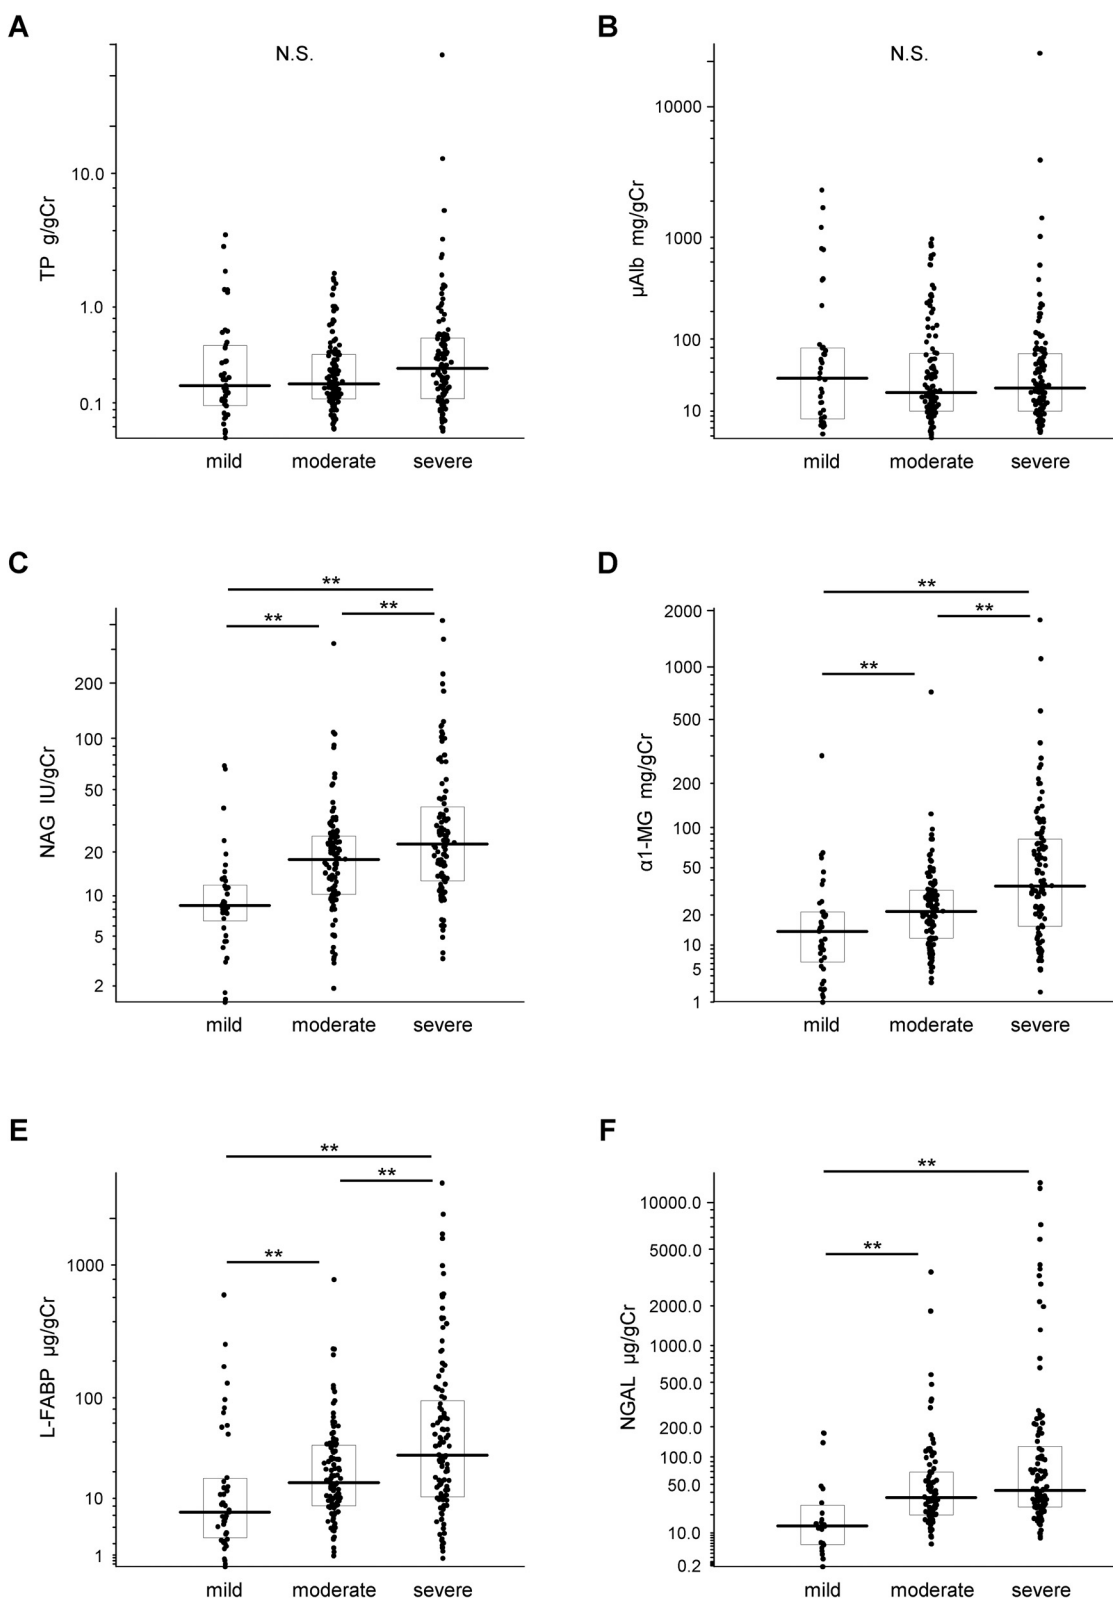 A
N.S.
TP g/gCr
10.0
1.0
0.1
mild moderate severe
B
N.S.
μAlb mg/gCr
10000
1000
100
10
mild moderate severe
C
**
**
**
NAG IU/gCr
200
100
50
20
10
5
2
mild moderate severe
D
**
**
**
α1-MG mg/gCr
2000
1000
500
200
100
50
20
10
5
1
mild moderate severe
E
**
**
**
L-FABP μg/gCr
1000
100
10
1
mild moderate severe
F
**
**
NGAL μg/gCr
10000.0
5000.0
2000.0
1000.0
500.0
200.0
100.0
50.0
10.0
0.2
mild moderate severe